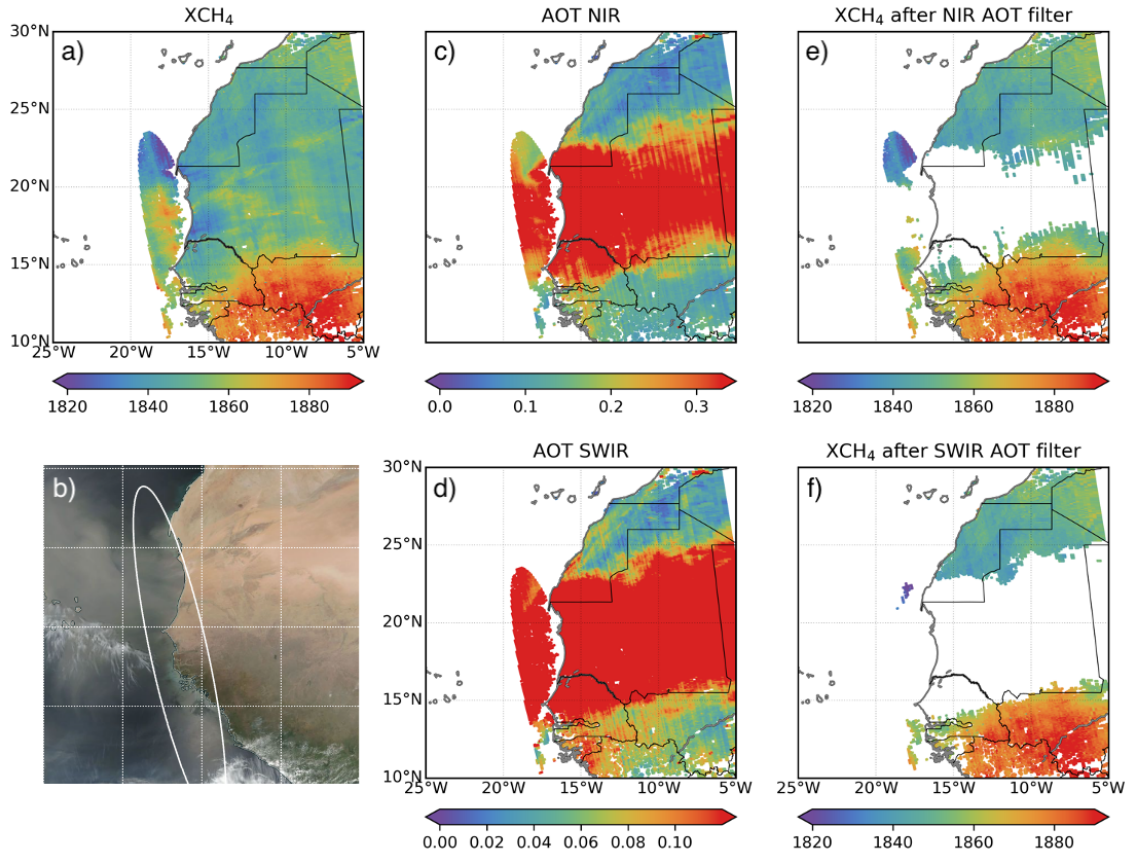 XCH₄
AOT NIR
XCH₄ after NIR AOT filter
a)
c)
e)
30°N
25°N
20°N
15°N
10°N
25°W 20°W 15°W 10°W 5°W
1820 1840 1860 1880
0.0 0.1 0.2 0.3
1820 1840 1860 1880
AOT SWIR
XCH₄ after SWIR AOT filter
b)
d)
f)
30°N
25°N
20°N
15°N
10°N
25°W 20°W 15°W 10°W 5°W
25°W 20°W 15°W 10°W 5°W
0.00 0.02 0.04 0.06 0.08 0.10
1820 1840 1860 1880